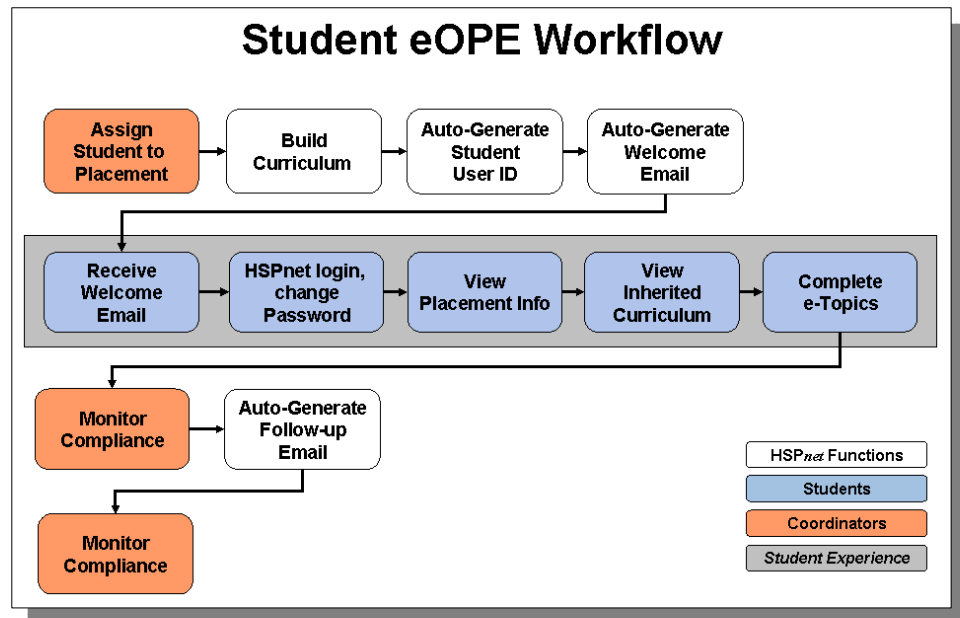 Student eOPE Workflow
Assign
Student to
Placement
Build
Curriculum
Auto-Generate
Student
User ID
Auto-Generate
Welcome
Email
Receive
Welcome
Email
HSPnet login,
change
Password
View
Placement Info
View
Inherited
Curriculum
Complete
e-Topics
Monitor
Compliance
Auto-Generate
Follow-up
Email
Monitor
Compliance
HSPnet Functions
Students
Coordinators
Student Experience